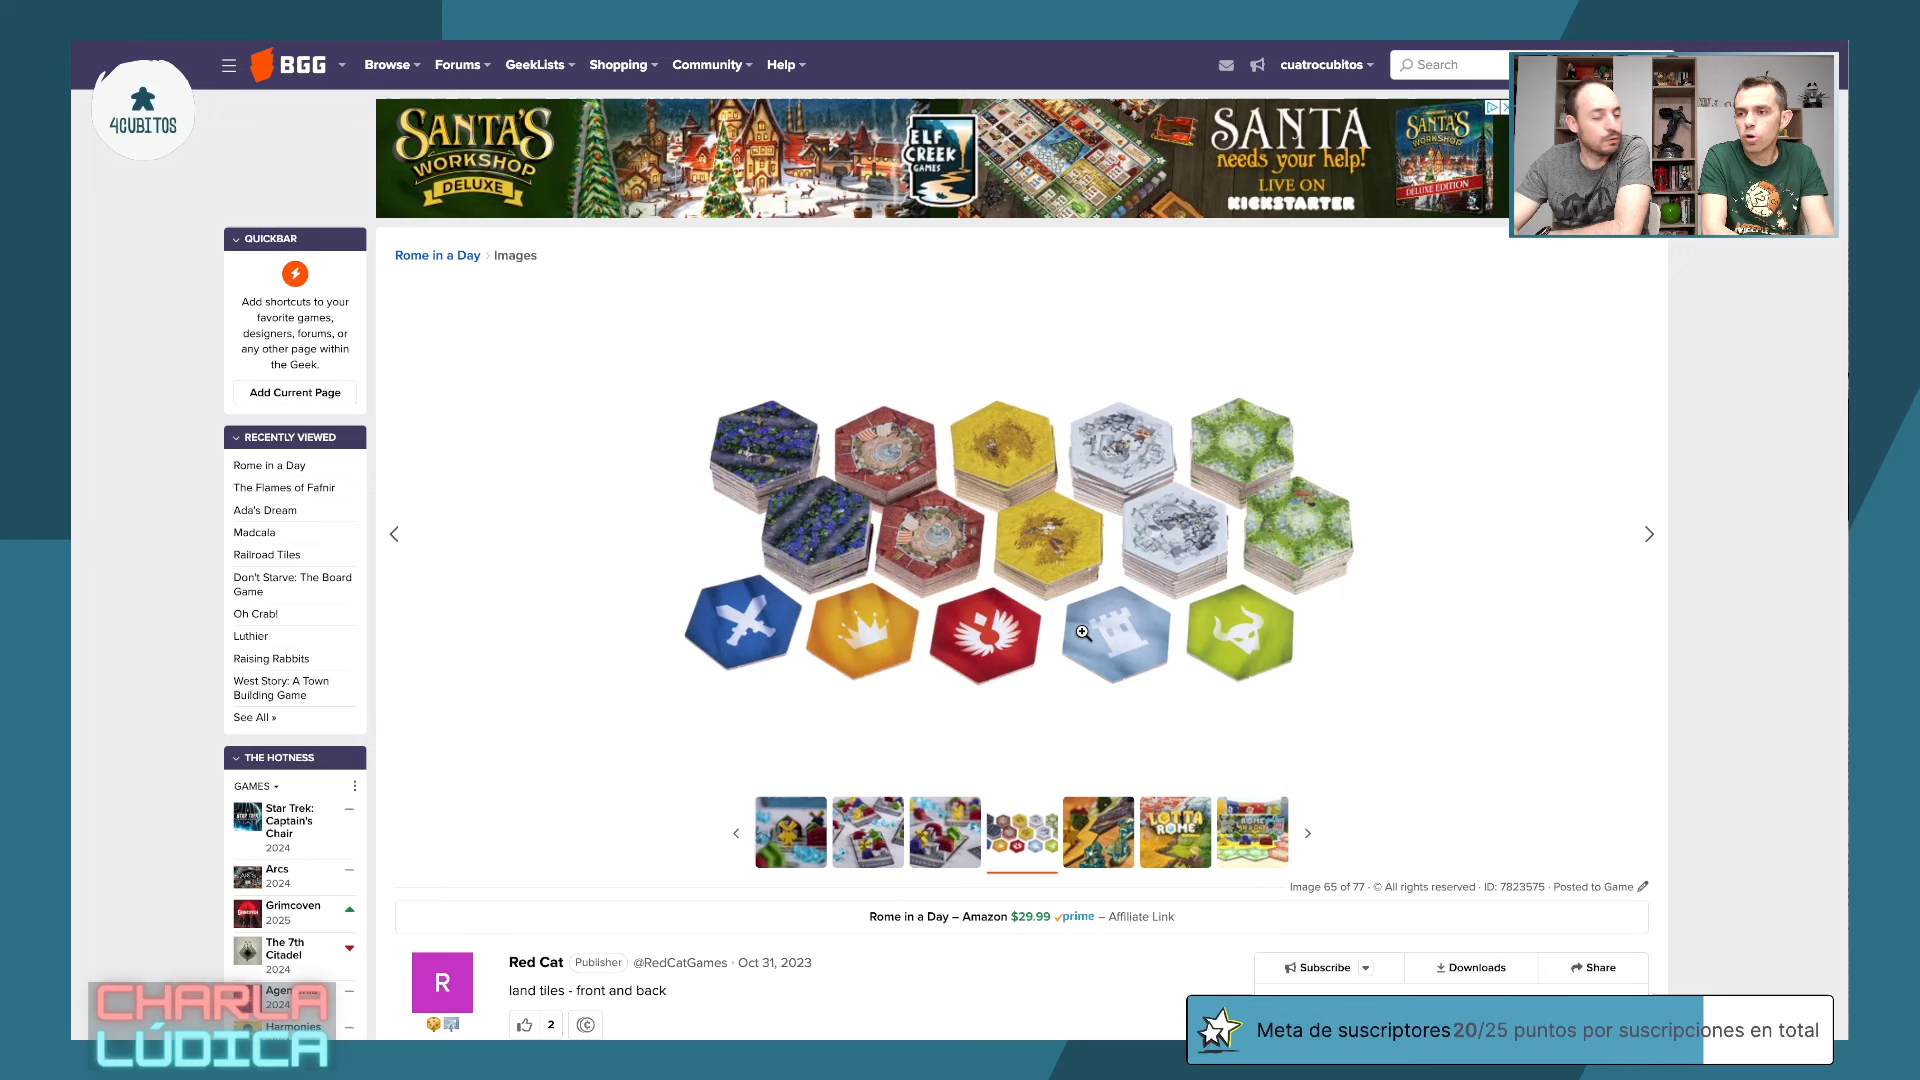 4CUBITOS
BGG
Browse
Forums
GeekLists
Shopping
Community
Help
cuatrocubitos
Search
SANTA'S
WORKSHOP
DELUXE
ELF
CREEK
GAMES
SANTA
needs your help!
LIVE ON
KICKSTARTER
SANTA'S
WORKSHOP
DELUXE EDITION
QUICKBAR
Add shortcuts to your
favorite games,
designers, forums, or
any other page within
the Geek.
Add Current Page
RECENTLY VIEWED
Rome in a Day
The Flames of Fafnir
Ada's Dream
Madcala
Railroad Tiles
Don't Starve: The Board
Game
Oh Crab!
Luthier
Raising Rabbits
West Story: A Town
Building Game
See All »
THE HOTNESS
GAMES
Star Trek:
Captain's
Chair
2024
Arcs
2024
Grimcoven
2025
The 7th
Citadel
2024
2024
Harmonies
Rome in a Day > Images
LOTTA
ROME
ROME
IN A DAY
Image 65 of 77 · © All rights reserved · ID: 7823575 · Posted to Game
Rome in a Day – Amazon $29.99 prime – Affiliate Link
R
Red Cat Publisher @RedCatGames · Oct 31, 2023
land tiles - front and back
2
Subscribe
Downloads
Share
CHARLA
LÚDICA
Meta de suscriptores 20/25 puntos por suscripciones en total